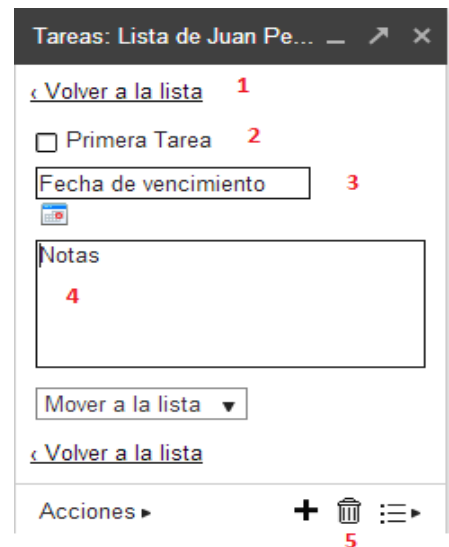 Tareas: Lista de Juan Pe...
‹ Volver a la lista 1
Primera Tarea 2
Fecha de vencimiento 3
Notas
4
Mover a la lista
‹ Volver a la lista
Acciones
5